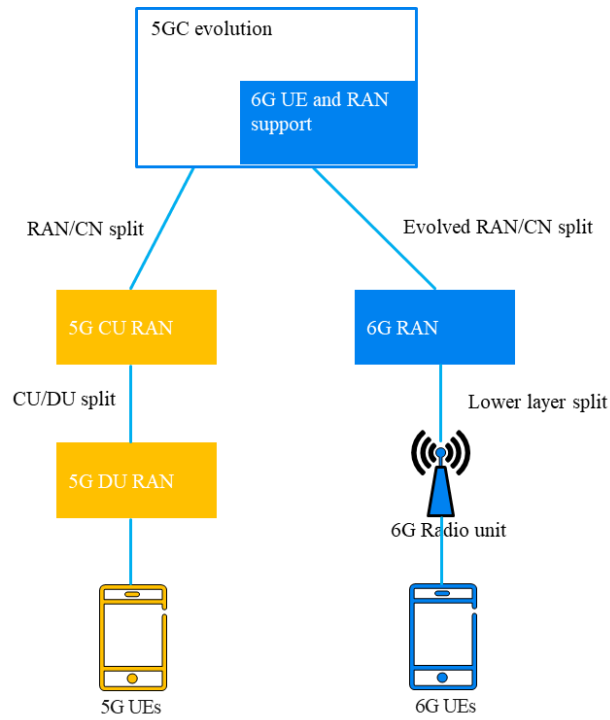 5GC evolution
6G UE and RAN
support
RAN/CN split
Evolved RAN/CN split
5G CU RAN
6G RAN
CU/DU split
Lower layer split
5G DU RAN
6G Radio unit
5G UEs
6G UEs